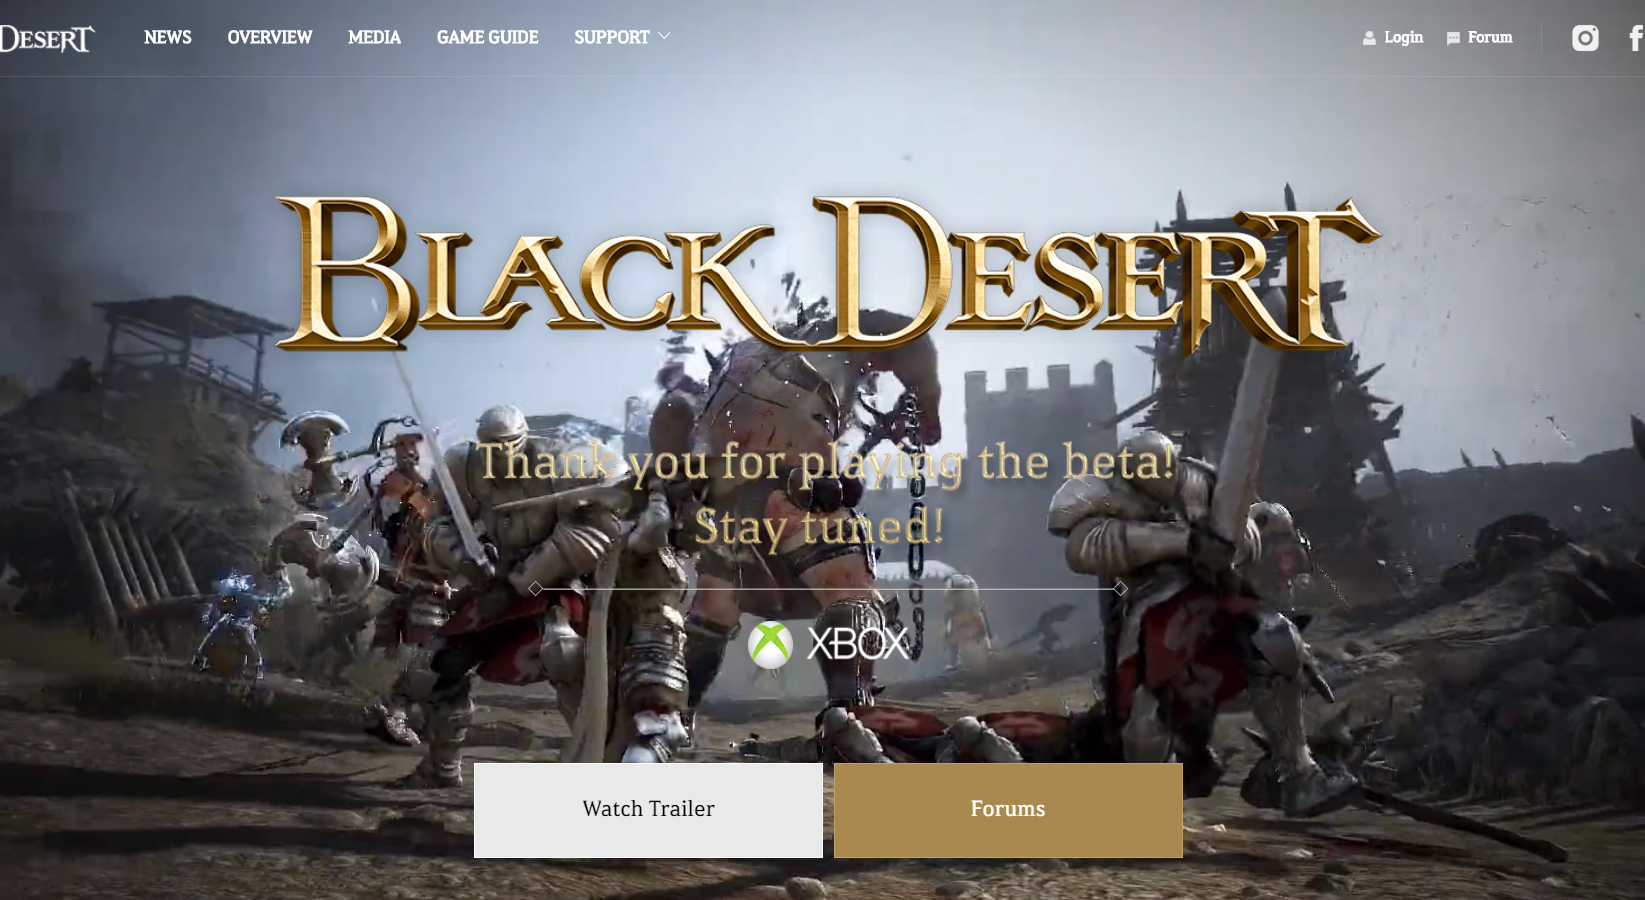 DESERT
NEWS
OVERVIEW
MEDIA
GAME GUIDE
SUPPORT
Login
Forum
BLACK DESERT
Thank you for playing the beta!
Stay tuned!
XBOX
Watch Trailer
Forums